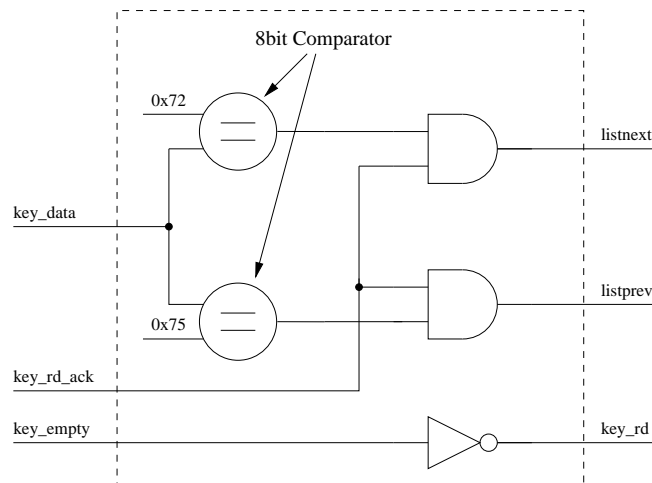 8bit Comparator
0x72
listnext
key_data
listprev
0x75
key_rd_ack
key_empty
key_rd